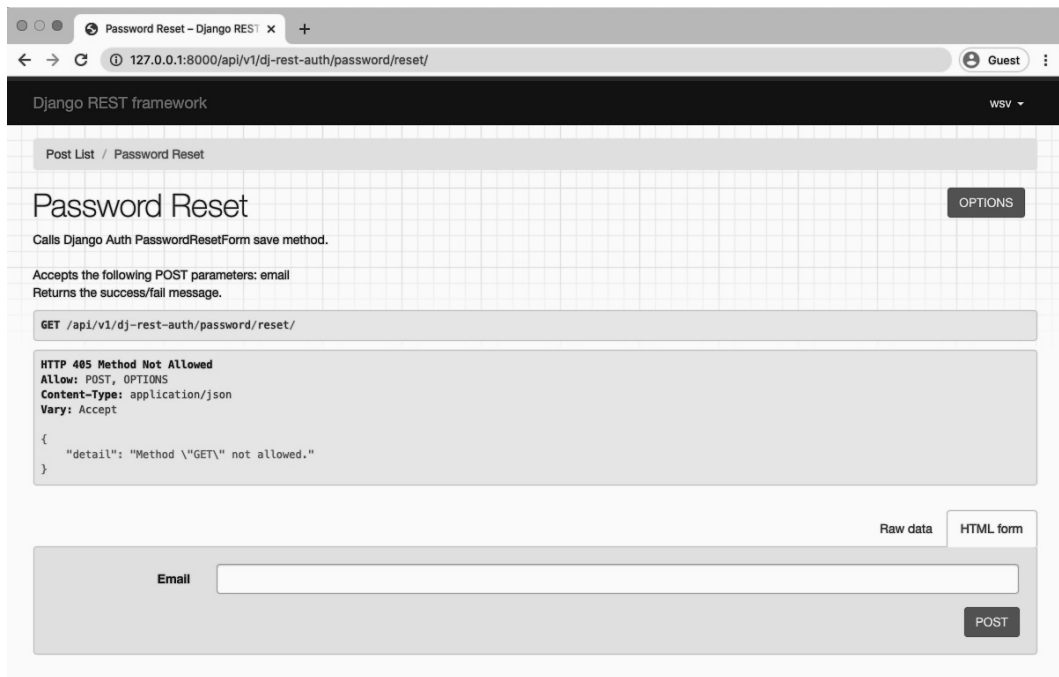 Password Reset – Django REST
127.0.0.1:8000/api/v1/dj-rest-auth/password/reset/
Guest
Django REST framework
wsv
Post List / Password Reset
Password Reset
OPTIONS
Calls Django Auth PasswordResetForm save method.
Accepts the following POST parameters: email
Returns the success/fail message.
GET /api/v1/dj-rest-auth/password/reset/
HTTP 405 Method Not Allowed
Allow: POST, OPTIONS
Content-Type: application/json
Vary: Accept
{
    "detail": "Method \"GET\" not allowed."
}
Raw data
HTML form
Email
POST